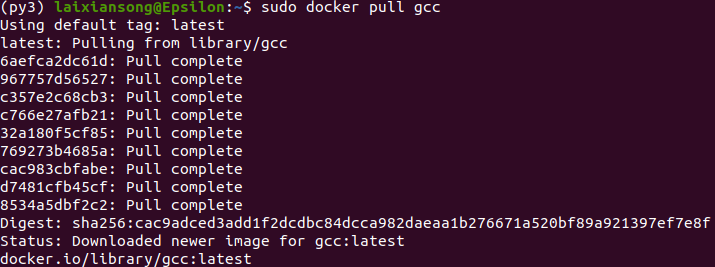 (py3) laixiansong@Epsilon:~$ sudo docker pull gcc
Using default tag: latest
latest: Pulling from library/gcc
6aefca2dc61d: Pull complete
967757d56527: Pull complete
c357e2c68cb3: Pull complete
c766e27afb21: Pull complete
32a180f5cf85: Pull complete
769273b4685a: Pull complete
cac983cbfabe: Pull complete
d7481cfb45cf: Pull complete
8534a5dbf2c2: Pull complete
Digest: sha256:cac9adced3add1f2dcdbc84dcca982daeaa1b276671a520bf89a921397ef7e8f
Status: Downloaded newer image for gcc:latest
docker.io/library/gcc:latest